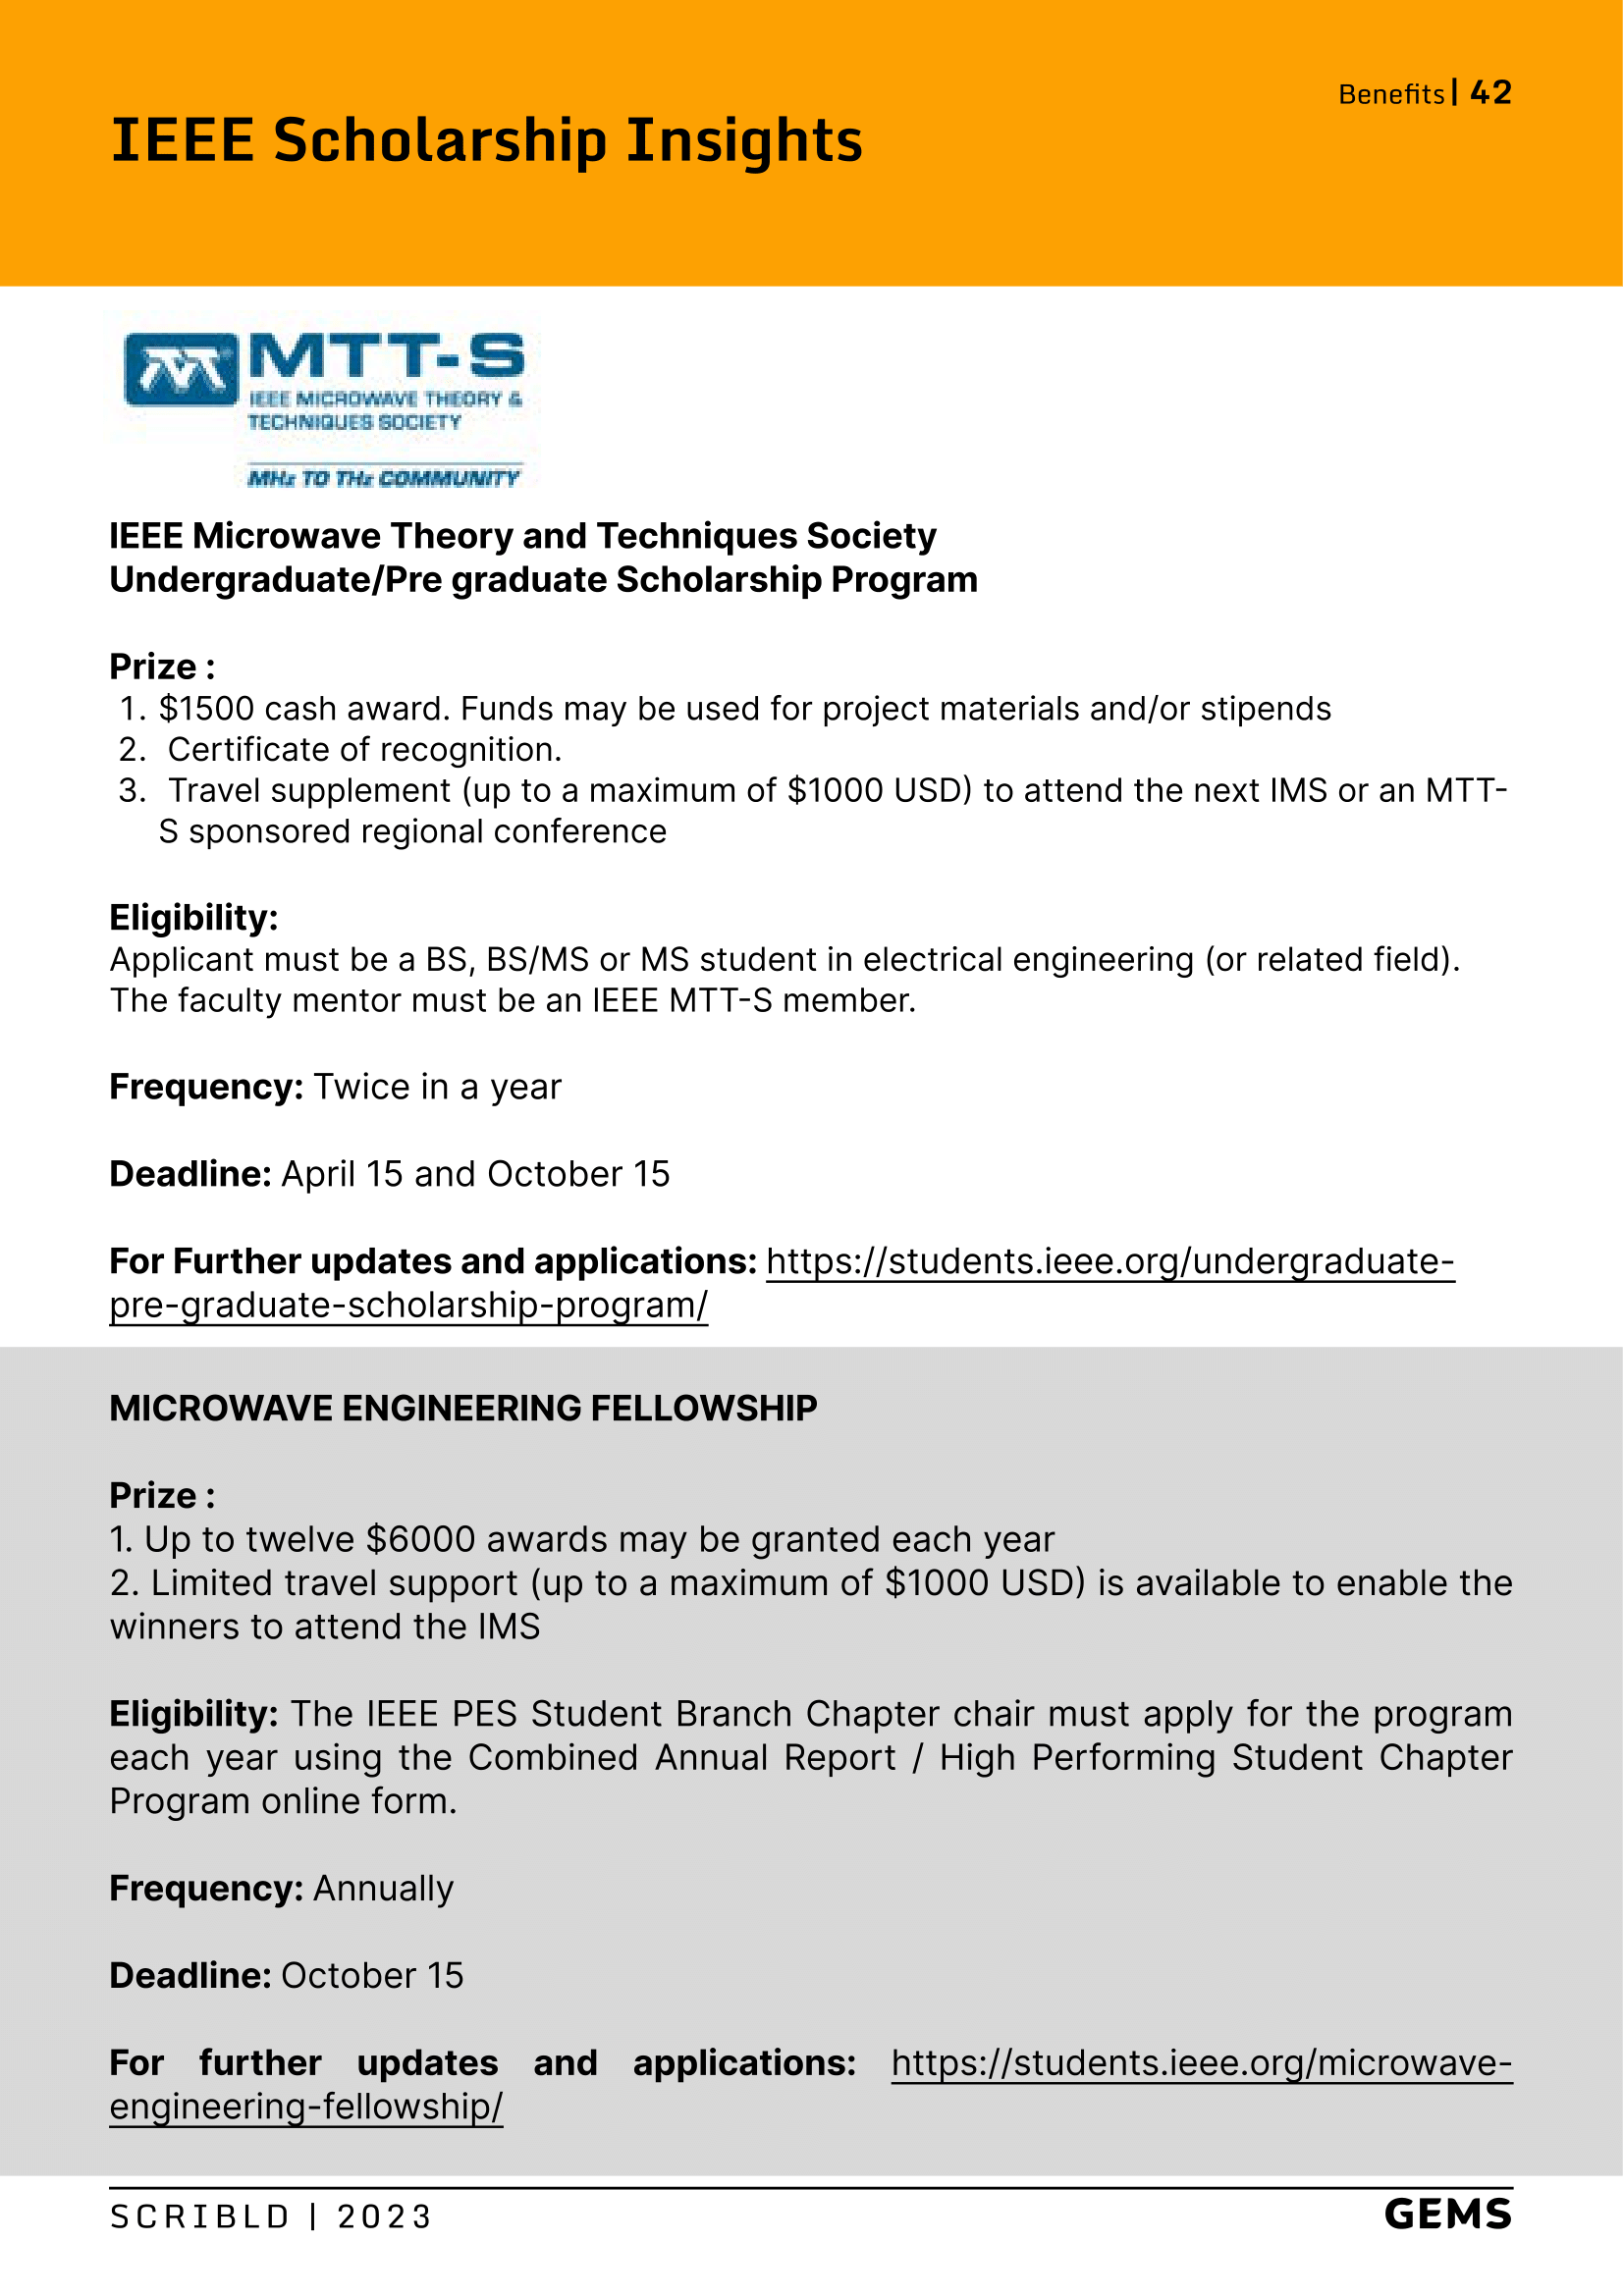 Benefits| 42
IEEE Scholarship Insights
MTT-S
IEEE MICROWAVE THEORY &
TECHNIQUES SOCIETY
MHz TO THz COMMUNITY
IEEE Microwave Theory and Techniques Society
Undergraduate/Pre graduate Scholarship Program
Prize :
1. $1500 cash award. Funds may be used for project materials and/or stipends
2. Certificate of recognition.
3. Travel supplement (up to a maximum of $1000 USD) to attend the next IMS or an MTT-
S sponsored regional conference
Eligibility:
Applicant must be a BS, BS/MS or MS student in electrical engineering (or related field).
The faculty mentor must be an IEEE MTT-S member.
Frequency: Twice in a year
Deadline: April 15 and October 15
For Further updates and applications: https://students.ieee.org/undergraduate-
pre-graduate-scholarship-program/
MICROWAVE ENGINEERING FELLOWSHIP
Prize :
1. Up to twelve $6000 awards may be granted each year
2. Limited travel support (up to a maximum of $1000 USD) is available to enable the
winners to attend the IMS
Eligibility: The IEEE PES Student Branch Chapter chair must apply for the program
each year using the Combined Annual Report / High Performing Student Chapter
Program online form.
Frequency: Annually
Deadline: October 15
For further updates and applications: https://students.ieee.org/microwave-
engineering-fellowship/
SCRIBLD | 2023
GEMS